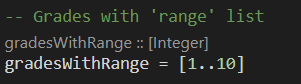 -- Grades with 'range' list
gradesWithRange :: [Integer]
gradesWithRange = [1..10]